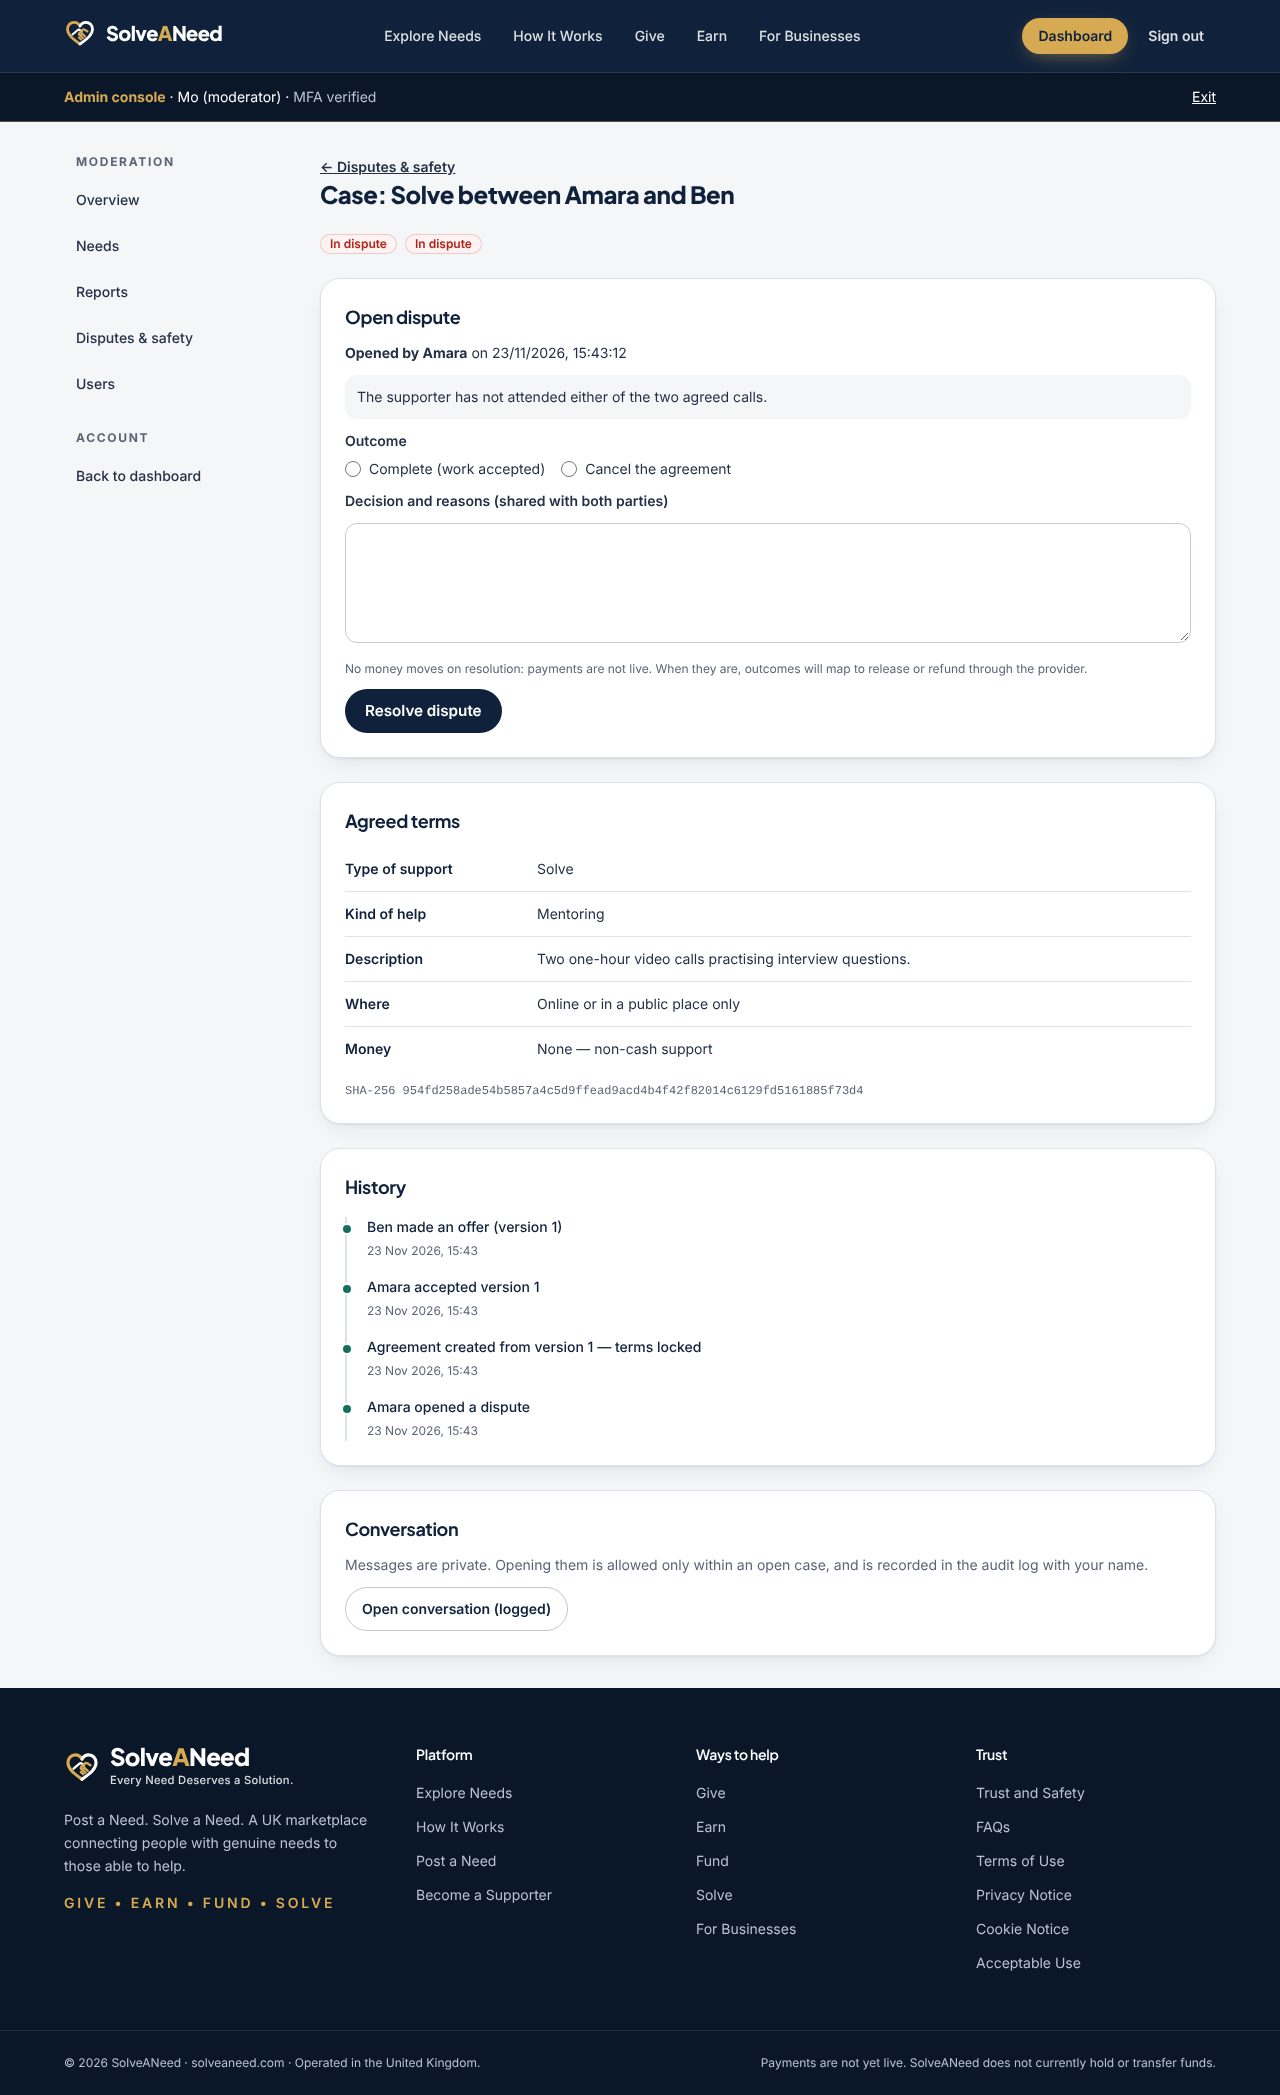 SolveANeed
Explore Needs
How It Works
Give
Earn
For Businesses
Dashboard
Sign out
Admin console · Mo (moderator) · MFA verified
Exit
MODERATION
Overview
Needs
Reports
Disputes & safety
Users
ACCOUNT
Back to dashboard
← Disputes & safety
Case: Solve between Amara and Ben
In dispute
In dispute
Open dispute
Opened by Amara on 23/11/2026, 15:43:12
The supporter has not attended either of the two agreed calls.
Outcome
Complete (work accepted)
Cancel the agreement
Decision and reasons (shared with both parties)
No money moves on resolution: payments are not live. When they are, outcomes will map to release or refund through the provider.
Resolve dispute
Agreed terms
Type of support Solve
Kind of help Mentoring
Description Two one-hour video calls practising interview questions.
Where Online or in a public place only
Money None — non-cash support
SHA-256 954fd258ade54b5857a4c5d9ffead9acd4b4f42f82014c6129fd5161885f73d4
History
Ben made an offer (version 1)
23 Nov 2026, 15:43
Amara accepted version 1
23 Nov 2026, 15:43
Agreement created from version 1 — terms locked
23 Nov 2026, 15:43
Amara opened a dispute
23 Nov 2026, 15:43
Conversation
Messages are private. Opening them is allowed only within an open case, and is recorded in the audit log with your name.
Open conversation (logged)
SolveANeed
Every Need Deserves a Solution.
Post a Need. Solve a Need. A UK marketplace
connecting people with genuine needs to
those able to help.
GIVE • EARN • FUND • SOLVE
Platform
Explore Needs
How It Works
Post a Need
Become a Supporter
Ways to help
Give
Earn
Fund
Solve
For Businesses
Trust
Trust and Safety
FAQs
Terms of Use
Privacy Notice
Cookie Notice
Acceptable Use
© 2026 SolveANeed · solveaneed.com · Operated in the United Kingdom.
Payments are not yet live. SolveANeed does not currently hold or transfer funds.